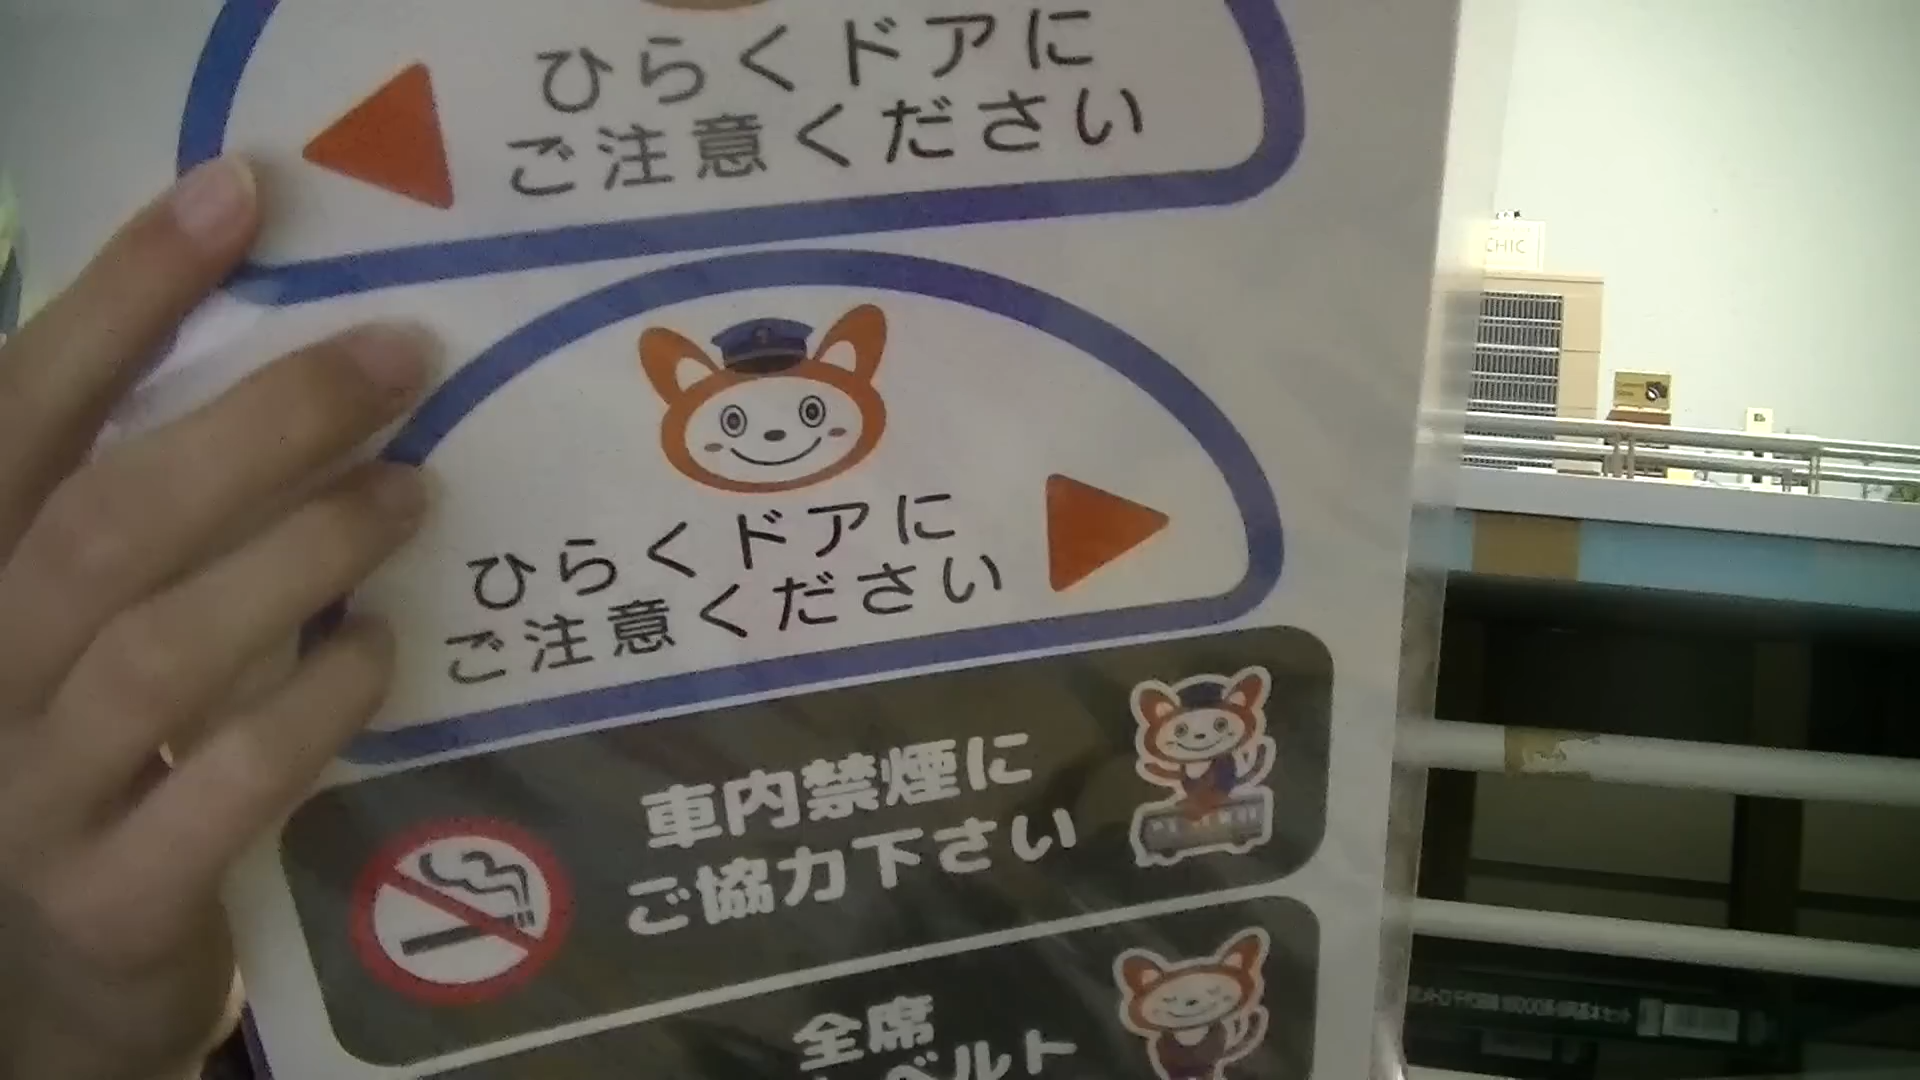 ひらくドアに
ご注意ください
CHIC
ひらくドアに
ご注意ください
車内禁煙に
ご協力下さい
全席
ベルト